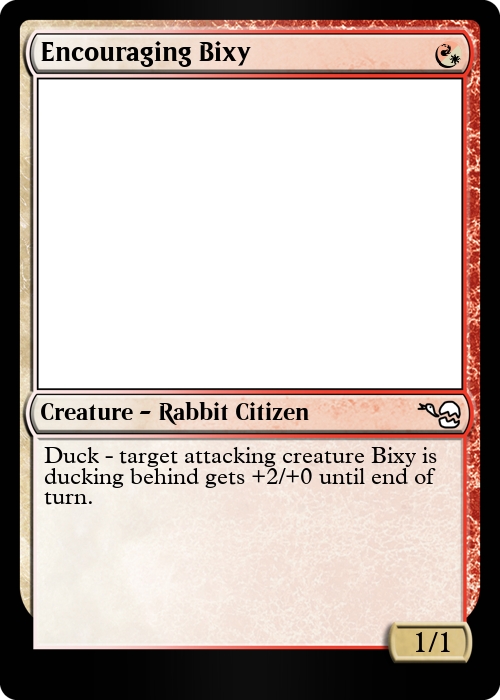 Encouraging Bixy
Creature – Rabbit Citizen
Duck - target attacking creature Bixy is
ducking behind gets +2/+0 until end of
turn.
1/1